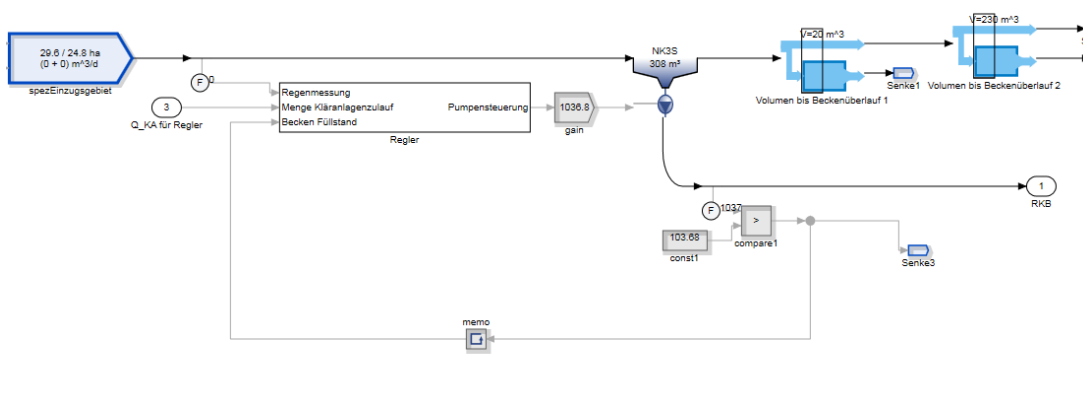 29.6 / 24.8 ha
(0 + 0) m^3/d
spezEinzugsgebiet
F
0
3
Q_KA für Regler
Regenmessung
Menge Kläranlagenzulauf
Becken Füllstand
Pumpensteuerung
Regler
1036.8
gain
NK3S
308 m³
V=20 m^3
Senke1
Volumen bis Beckenüberlauf 1
V=230 m^3
Volumen bis Beckenüberlauf 2
1
RKB
F
1037
>
compare1
103.68
const1
Senke3
memo